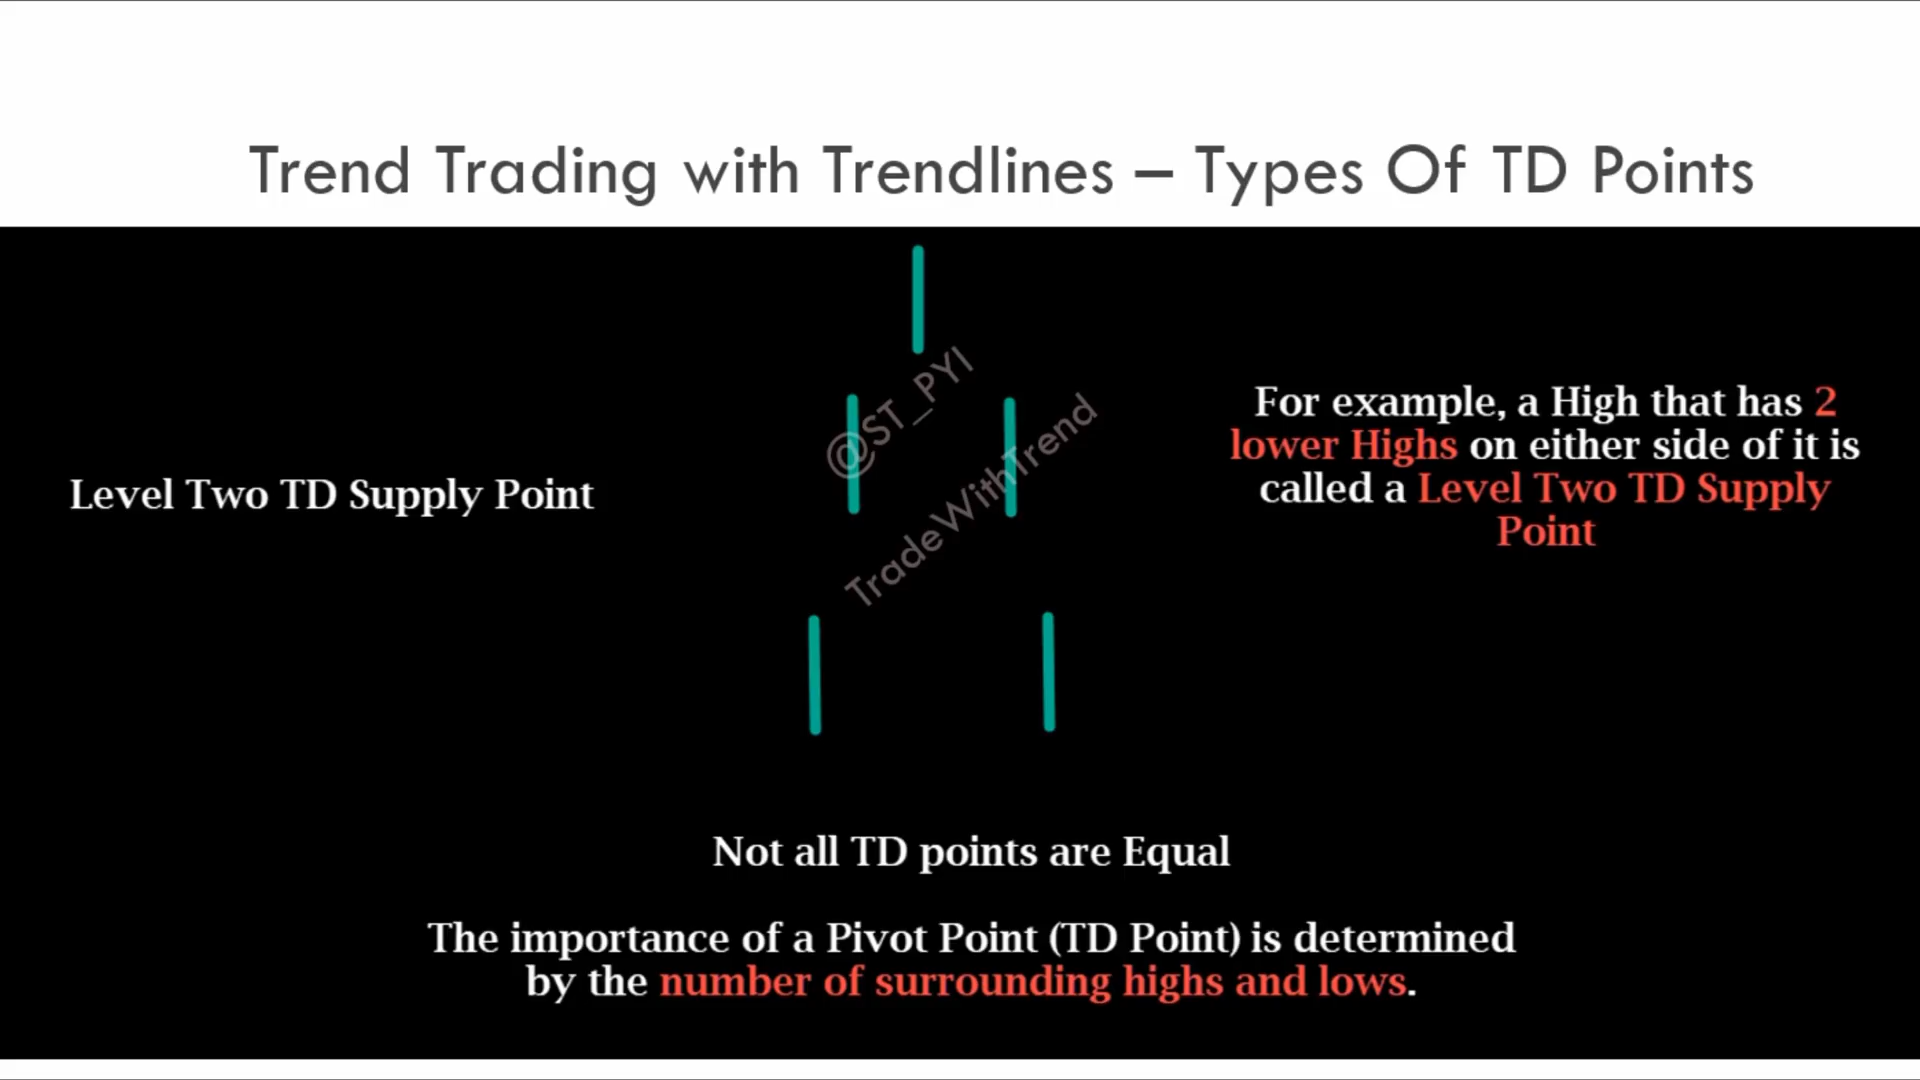 Trend Trading with Trendlines – Types Of TD Points
@ST_PYI
TradeWithTrend
Level Two TD Supply Point
For example, a High that has 2
lower Highs on either side of it is
called a Level Two TD Supply
Point
Not all TD points are Equal
The importance of a Pivot Point (TD Point) is determined
by the number of surrounding highs and lows.